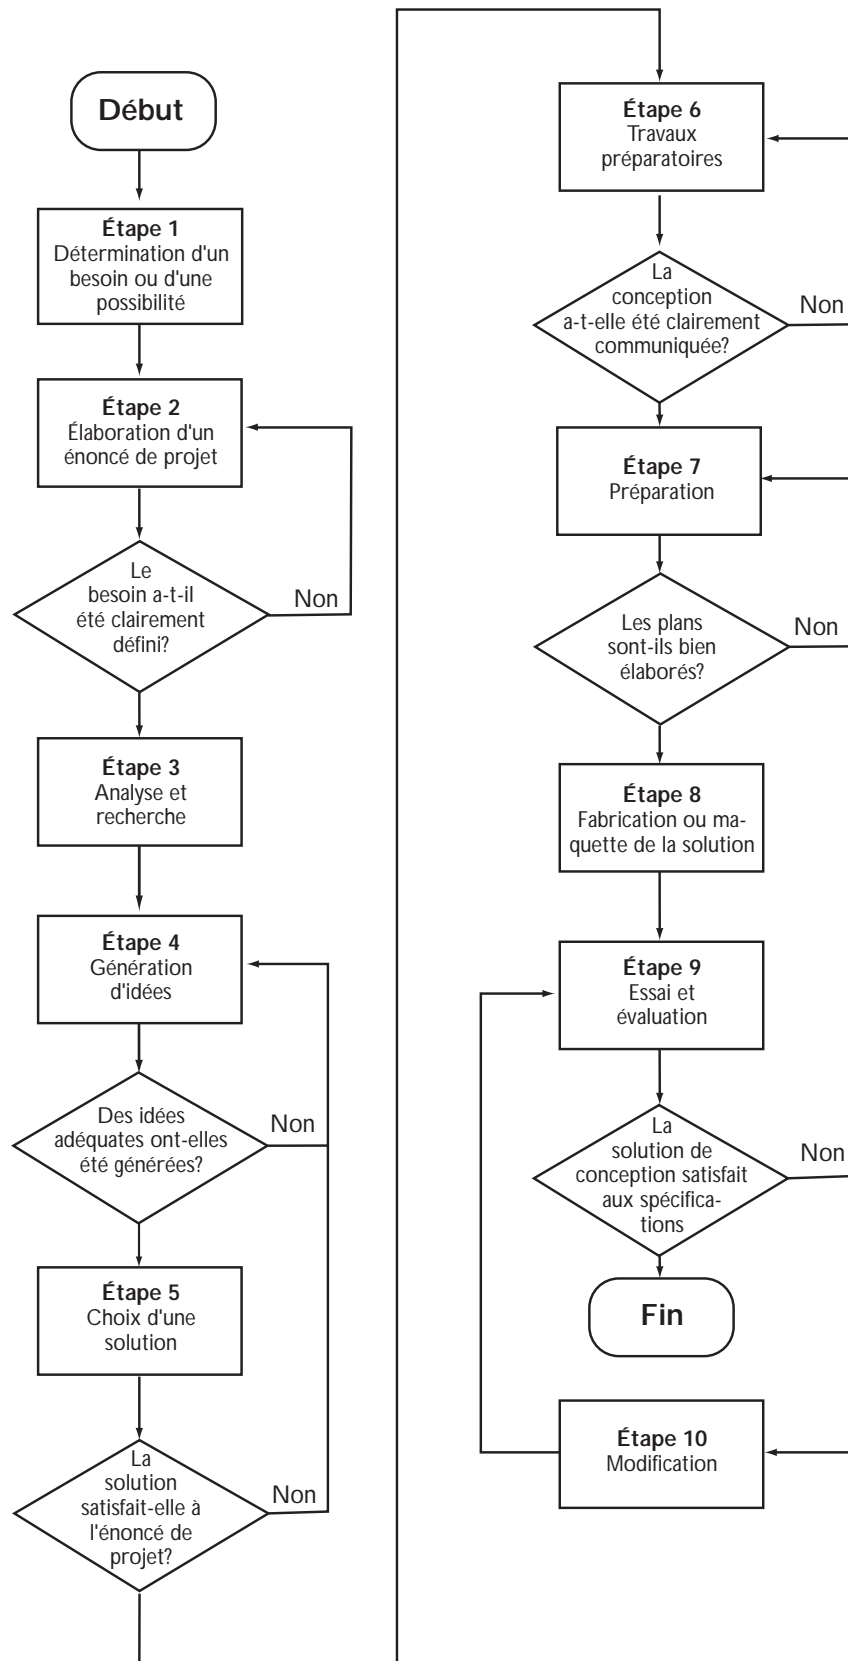 Début
Étape 1
Détermination d'un
besoin ou d'une
possibilité
Étape 2
Élaboration d'un
énoncé de projet
Le
besoin a-t-il
été clairement
défini?
Non
Étape 3
Analyse et
recherche
Étape 4
Génération
d'idées
Des idées
adéquates ont-elles
été générées?
Non
Étape 5
Choix d'une
solution
La
solution
satisfait-elle à
l'énoncé de
projet?
Non
Étape 6
Travaux
préparatoires
La
conception
a-t-elle été clairement
communiquée?
Non
Étape 7
Préparation
Les plans
sont-ils bien
élaborés?
Non
Étape 8
Fabrication ou ma-
quette de la solution
Étape 9
Essai et
évaluation
La
solution de
conception satisfait
aux spécifica-
tions
Non
Fin
Étape 10
Modification